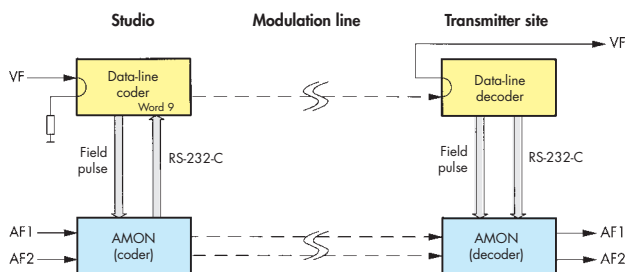 Studio
Modulation line
Transmitter site
VF
VF
Data-line
coder
Word 9
Data-line
decoder
Field
pulse
RS-232-C
Field
pulse
RS-232-C
AF1
AF2
AMON
(coder)
AMON
(decoder)
AF1
AF2